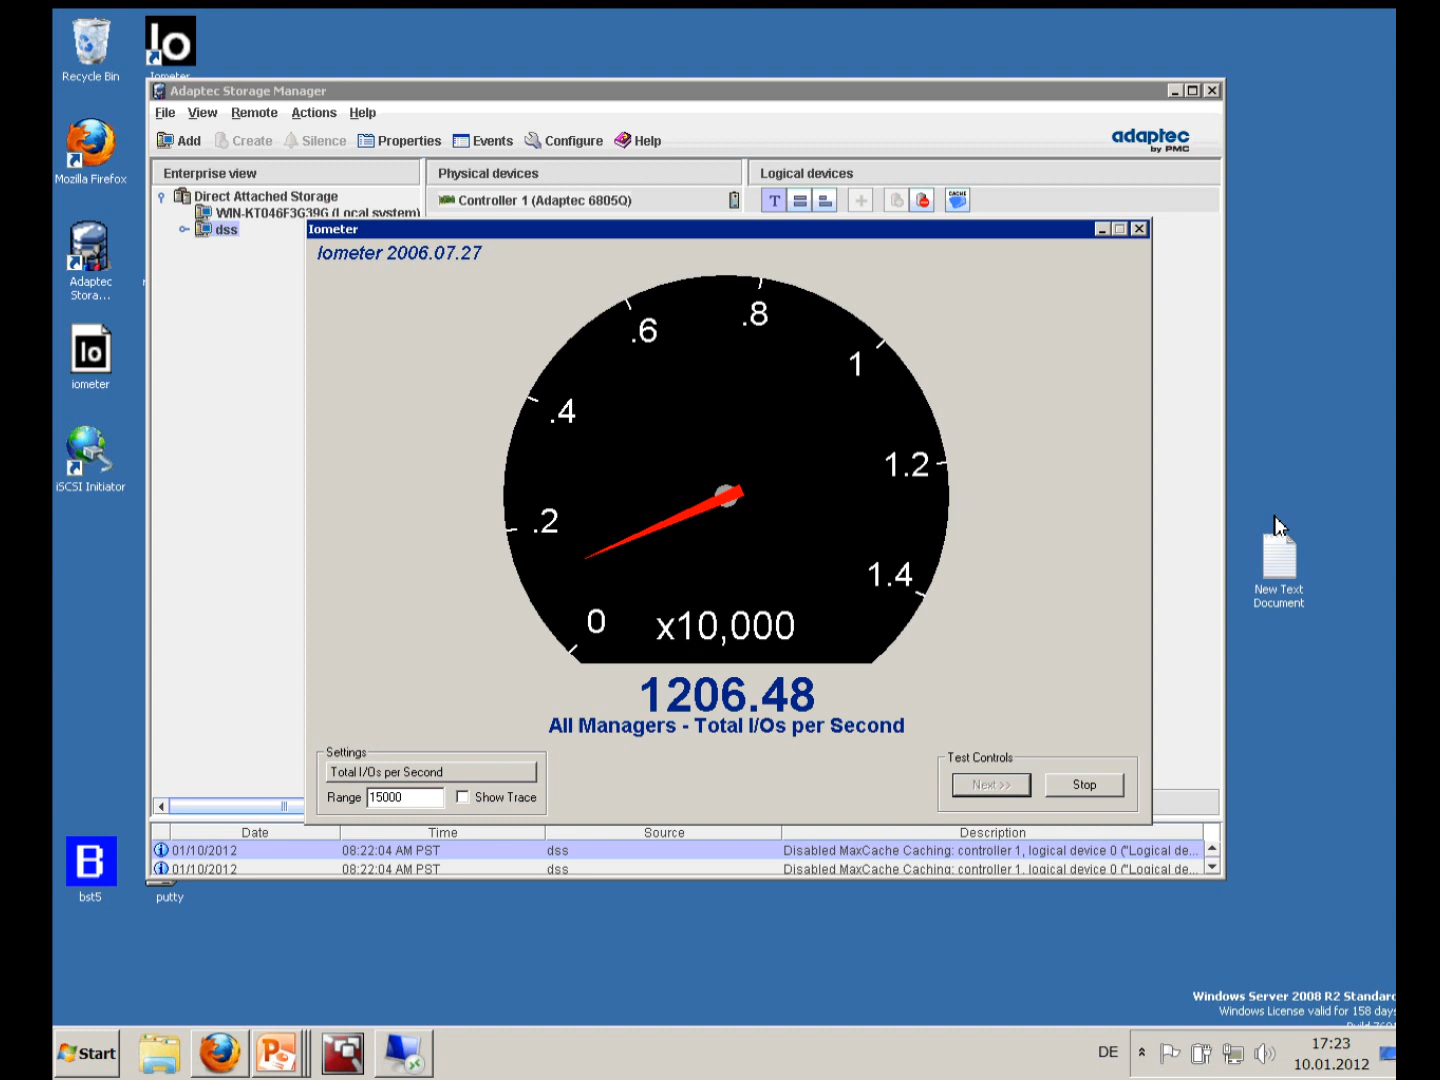 Recycle Bin
Iometer
Mozilla Firefox
Adaptec
Stora...
iometer
iSCSI Initiator
bst5
putty
Adaptec Storage Manager
File View Remote Actions Help
Add Create Silence Properties Events Configure Help
adaptec
by PMC
Enterprise view Physical devices Logical devices
Direct Attached Storage
WIN-KT046F3G39G (Local system)
dss
Controller 1 (Adaptec 6805Q)
T
CACHE
Iometer
Iometer 2006.07.27
.8
.6
1
.4
1.2
.2
1.4
0
x10,000
1206.48
All Managers - Total I/Os per Second
Settings
Total I/Os per Second
Range 15000 Show Trace
Test Controls
Next >> Stop
Date Time Source Description
01/10/2012 08:22:04 AM PST dss Disabled MaxCache Caching: controller 1, logical device 0 ("Logical de...
01/10/2012 08:22:04 AM PST dss Disabled MaxCache Caching: controller 1, logical device 0 ("Logical de...
New Text
Document
Windows Server 2008 R2 Standard
Windows License valid for 158 days
Start
DE
17:23
10.01.2012